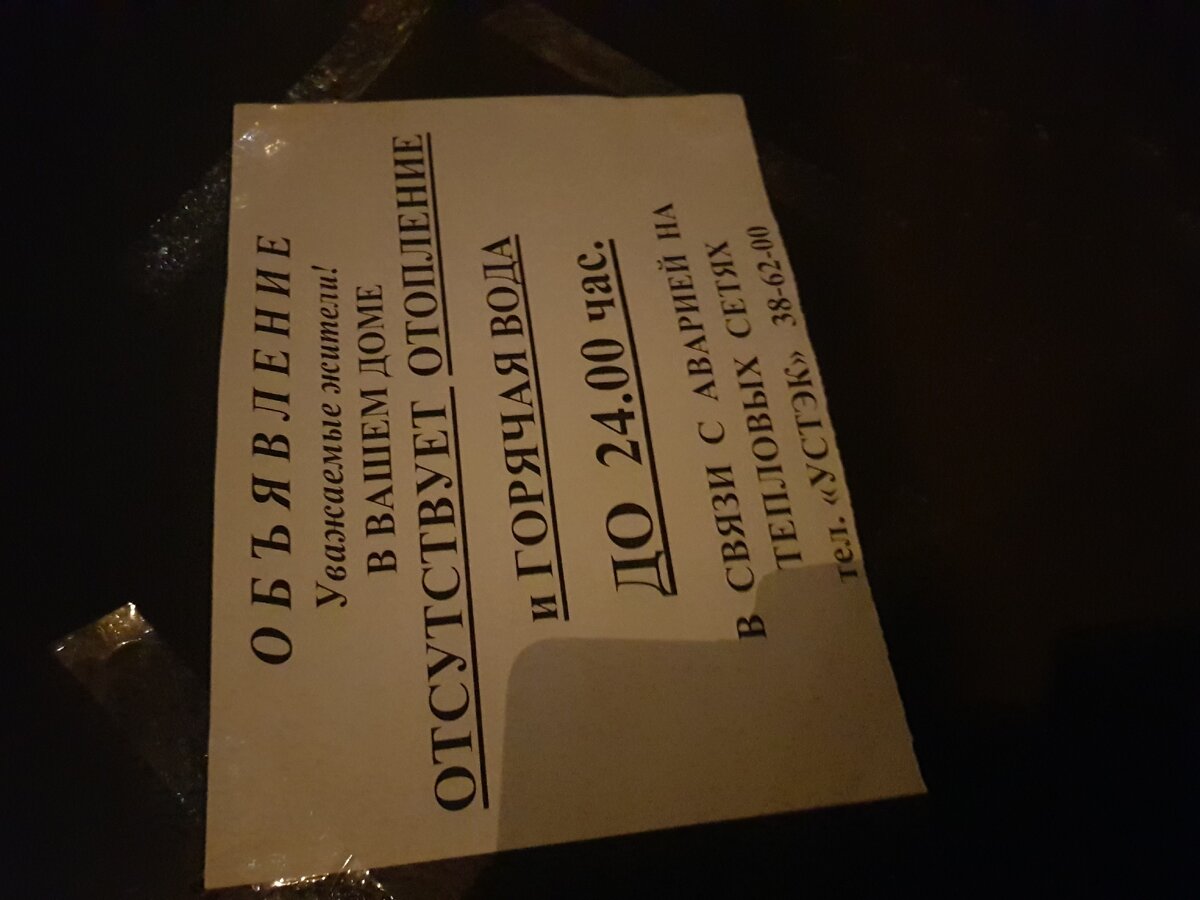 ОБЪЯВЛЕНИЕ
Уважаемые жители!
В ВАШЕМ ДОМЕ
ОТСУТСТВУЕТ ОТОПЛЕНИЕ
и ГОРЯЧАЯ ВОДА
ДО 24.00 час.
В СВЯЗИ С АВАРИЕЙ НА
ТЕПЛОВЫХ СЕТЯХ
тел. «УСТЭК» 38-62-00